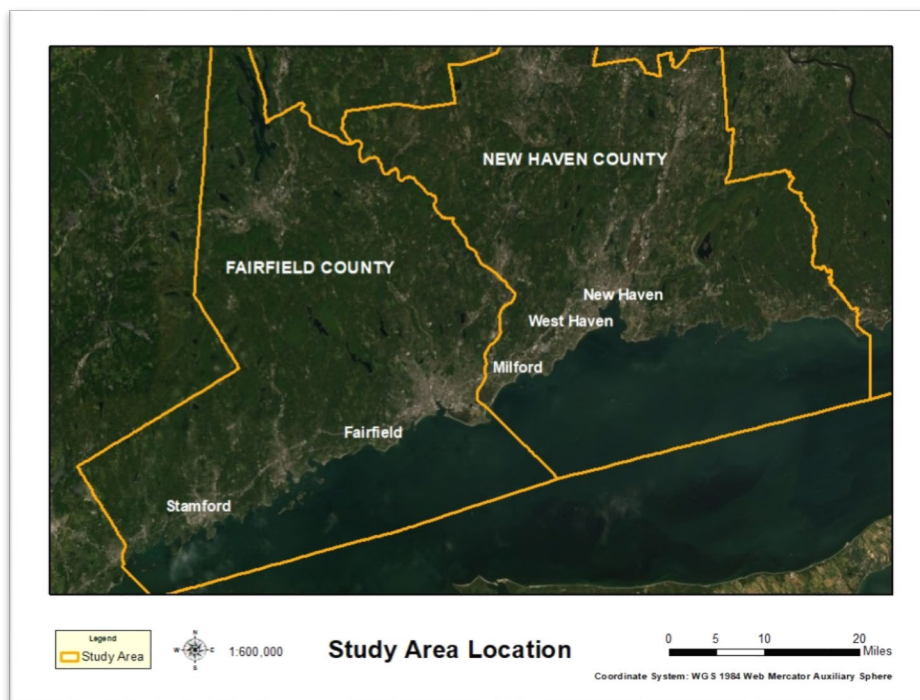 NEW HAVEN COUNTY
FAIRFIELD COUNTY
New Haven
West Haven
Milford
Fairfield
Stamford
Legend
Study Area
N
W
E
S
1:600,000
Study Area Location
0 5 10 20
Miles
Coordinate System: WGS 1984 Web Mercator Auxiliary Sphere